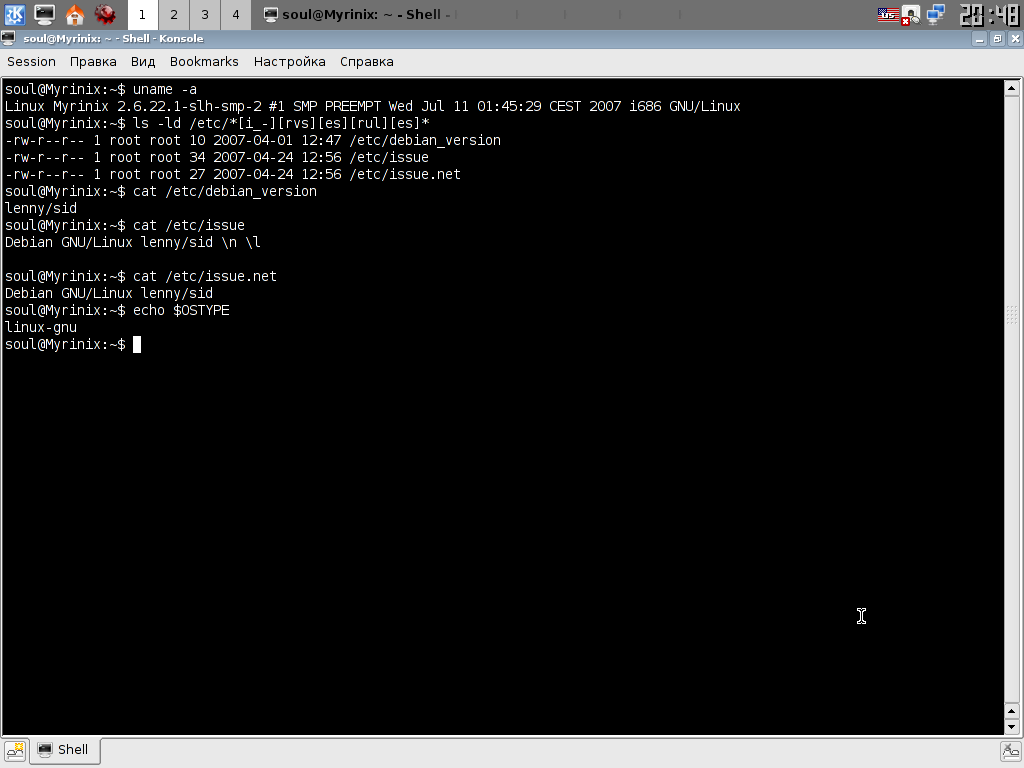 1 2 3 4 soul@Myrinix: ~ - Shell - us 20:48
soul@Myrinix: ~ - Shell - Konsole
Session Правка Вид Bookmarks Настройка Справка
soul@Myrinix:~$ uname -a
Linux Myrinix 2.6.22.1-slh-smp-2 #1 SMP PREEMPT Wed Jul 11 01:45:29 CEST 2007 i686 GNU/Linux
soul@Myrinix:~$ ls -ld /etc/*[i_-][rvs][es][rul][es]*
-rw-r--r-- 1 root root 10 2007-04-01 12:47 /etc/debian_version
-rw-r--r-- 1 root root 34 2007-04-24 12:56 /etc/issue
-rw-r--r-- 1 root root 27 2007-04-24 12:56 /etc/issue.net
soul@Myrinix:~$ cat /etc/debian_version
lenny/sid
soul@Myrinix:~$ cat /etc/issue
Debian GNU/Linux lenny/sid \n \l
soul@Myrinix:~$ cat /etc/issue.net
Debian GNU/Linux lenny/sid
soul@Myrinix:~$ echo $OSTYPE
linux-gnu
soul@Myrinix:~$
Shell